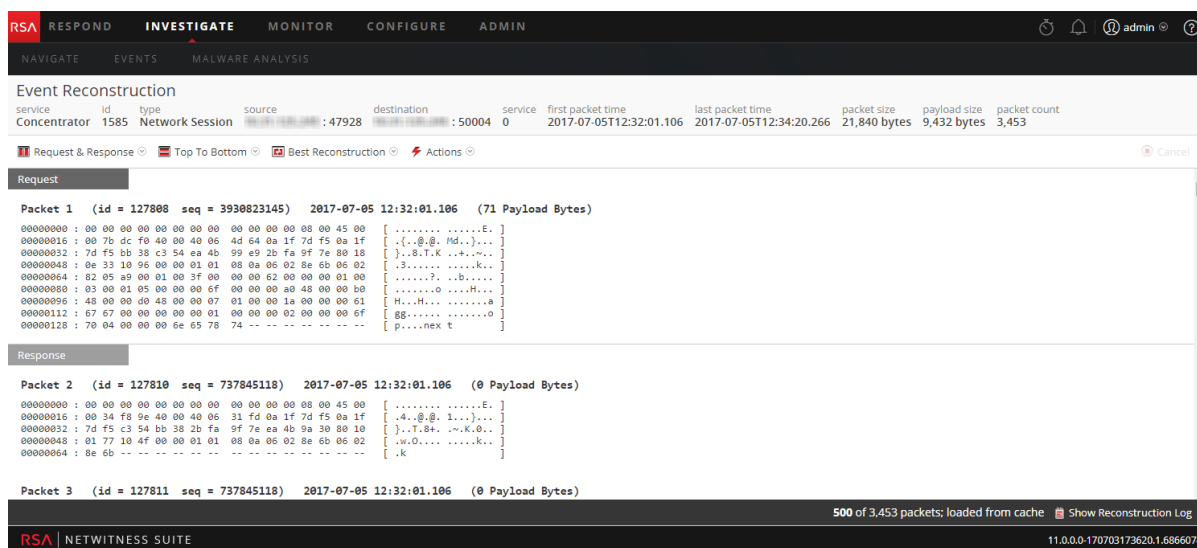 RSA RESPOND INVESTIGATE MONITOR CONFIGURE ADMIN admin
NAVIGATE EVENTS MALWARE ANALYSIS
Event Reconstruction
service id type source destination service first packet time last packet time packet size payload size packet count
Concentrator 1585 Network Session : 47928 : 50004 0 2017-07-05T12:32:01.106 2017-07-05T12:34:20.266 21,840 bytes 9,432 bytes 3,453
Request & Response Top To Bottom Best Reconstruction Actions Cancel
Request
Packet 1 (id = 127808 seq = 3930823145) 2017-07-05 12:32:01.106 (71 Payload Bytes)
00000000 : 00 00 00 00 00 00 00 00 00 00 00 00 08 00 45 00 [ ........ ......E. ]
00000016 : 00 7b dc f0 40 00 40 06 4d 64 0a 1f 7d f5 0a 1f [ .{..@.@. Md..}... ]
00000032 : 7d f5 bb 38 c3 54 ea 4b 99 e9 2b fa 9f 7e 80 18 [ }..8.T.K ..+..~.. ]
00000048 : 0e 33 10 96 00 00 01 01 08 0a 06 02 8e 6b 06 02 [ .3...... .....k.. ]
00000064 : 82 05 a9 00 01 00 3f 00 00 00 62 00 00 00 01 00 [ ......?. ..b..... ]
00000080 : 03 00 01 05 00 00 00 6f 00 00 00 a0 48 00 00 b0 [ .......o ....H... ]
00000096 : 48 00 00 d0 48 00 00 07 01 00 00 1a 00 00 00 61 [ H...H... .......a ]
00000112 : 67 67 00 00 00 00 00 01 00 00 00 02 00 00 00 6f [ gg...... .......o ]
00000128 : 70 04 00 00 00 6e 65 78 74 -- -- -- -- -- -- -- [ p....nex t ]
Response
Packet 2 (id = 127810 seq = 737845118) 2017-07-05 12:32:01.106 (0 Payload Bytes)
00000000 : 00 00 00 00 00 00 00 00 00 00 00 00 08 00 45 00 [ ........ ......E. ]
00000016 : 00 34 f8 9e 40 00 40 06 31 fd 0a 1f 7d f5 0a 1f [ .4..@.@. 1...}... ]
00000032 : 7d f5 c3 54 bb 38 2b fa 9f 7e ea 4b 9a 30 80 10 [ }..T.8+. .~.K.0.. ]
00000048 : 01 77 10 4f 00 00 01 01 08 0a 06 02 8e 6b 06 02 [ .w.O.... .....k.. ]
00000064 : 8e 6b -- -- -- -- -- -- -- -- -- -- -- -- -- -- [ .k ]
Packet 3 (id = 127811 seq = 737845118) 2017-07-05 12:32:01.106 (0 Payload Bytes)
500 of 3,453 packets; loaded from cache Show Reconstruction Log
RSA | NETWITNESS SUITE 11.0.0.0-170703173620.1.686607